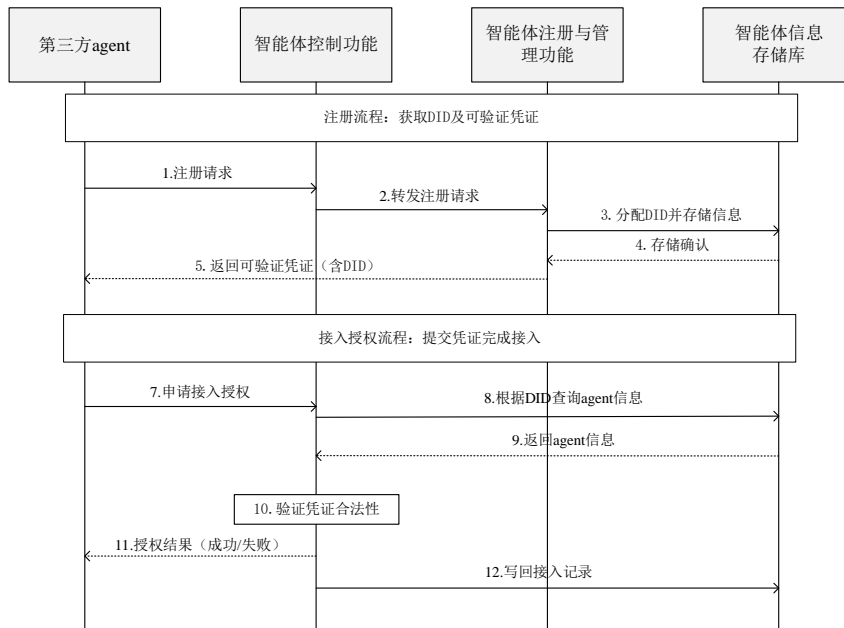 第三方agent
智能体控制功能
智能体注册与管
理功能
智能体信息
存储库
注册流程：获取DID及可验证凭证
1.注册请求
2.转发注册请求
3. 分配DID并存储信息
4. 存储确认
5. 返回可验证凭证（含DID）
接入授权流程：提交凭证完成接入
7.申请接入授权
8.根据DID查询agent信息
9.返回agent信息
10. 验证凭证合法性
11.授权结果（成功/失败）
12.写回接入记录